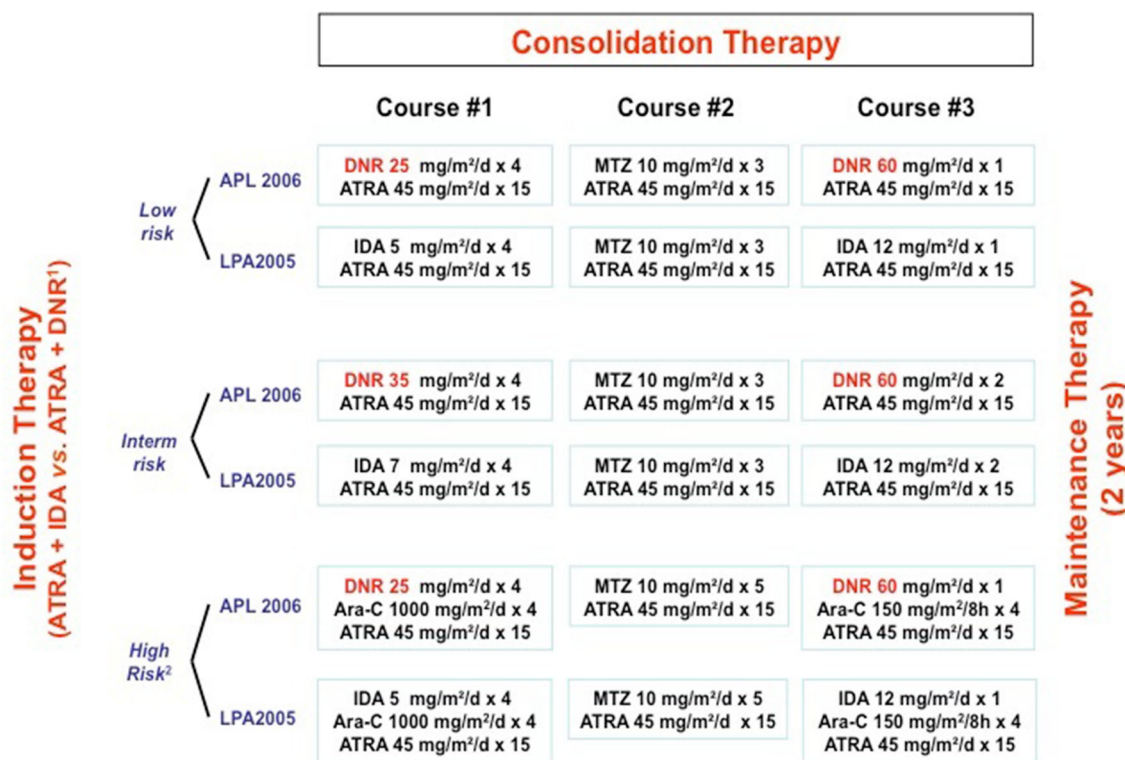 Consolidation Therapy
Course #1
Course #2
Course #3
Induction Therapy
(ATRA + IDA vs. ATRA + DNR¹)
Low
risk
APL 2006
DNR 25 mg/m²/d x 4
ATRA 45 mg/m²/d x 15
MTZ 10 mg/m²/d x 3
ATRA 45 mg/m²/d x 15
DNR 60 mg/m²/d x 1
ATRA 45 mg/m²/d x 15
LPA2005
IDA 5 mg/m²/d x 4
ATRA 45 mg/m²/d x 15
MTZ 10 mg/m²/d x 3
ATRA 45 mg/m²/d x 15
IDA 12 mg/m²/d x 1
ATRA 45 mg/m²/d x 15
Interm
risk
APL 2006
DNR 35 mg/m²/d x 4
ATRA 45 mg/m²/d x 15
MTZ 10 mg/m²/d x 3
ATRA 45 mg/m²/d x 15
DNR 60 mg/m²/d x 2
ATRA 45 mg/m²/d x 15
LPA2005
IDA 7 mg/m²/d x 4
ATRA 45 mg/m²/d x 15
MTZ 10 mg/m²/d x 3
ATRA 45 mg/m²/d x 15
IDA 12 mg/m²/d x 2
ATRA 45 mg/m²/d x 15
High
Risk²
APL 2006
DNR 25 mg/m²/d x 4
Ara-C 1000 mg/m²/d x 4
ATRA 45 mg/m²/d x 15
MTZ 10 mg/m²/d x 5
ATRA 45 mg/m²/d x 15
DNR 60 mg/m²/d x 1
Ara-C 150 mg/m²/8h x 4
ATRA 45 mg/m²/d x 15
LPA2005
IDA 5 mg/m²/d x 4
Ara-C 1000 mg/m²/d x 4
ATRA 45 mg/m²/d x 15
MTZ 10 mg/m²/d x 5
ATRA 45 mg/m²/d x 15
IDA 12 mg/m²/d x 1
Ara-C 150 mg/m²/8h x 4
ATRA 45 mg/m²/d x 15
Maintenance Therapy
(2 years)